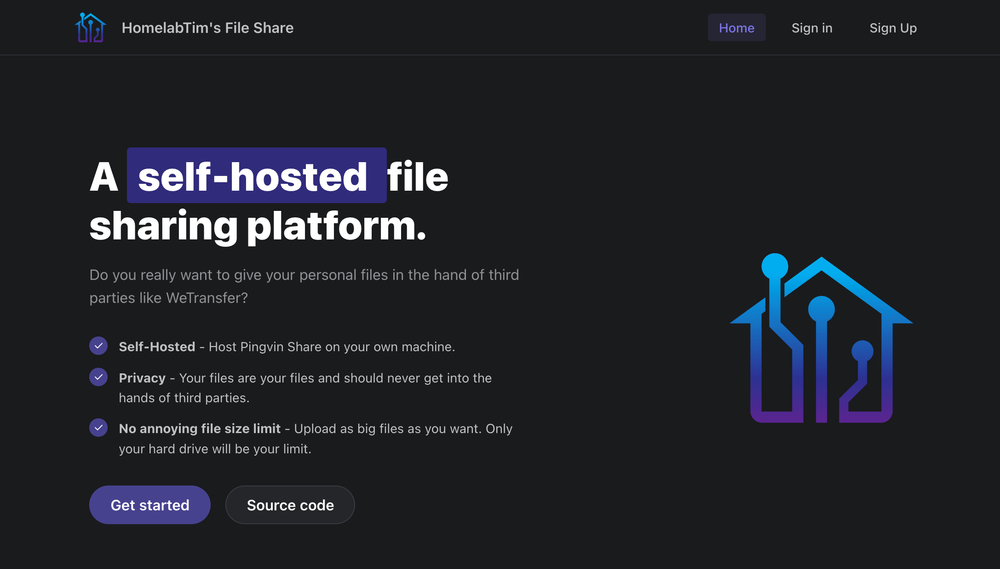 HomelabTim's File Share
Home
Sign in
Sign Up
A self-hosted file
sharing platform.
Do you really want to give your personal files in the hand of third
parties like WeTransfer?
Self-Hosted - Host Pingvin Share on your own machine.
Privacy - Your files are your files and should never get into the
hands of third parties.
No annoying file size limit - Upload as big files as you want. Only
your hard drive will be your limit.
Get started
Source code